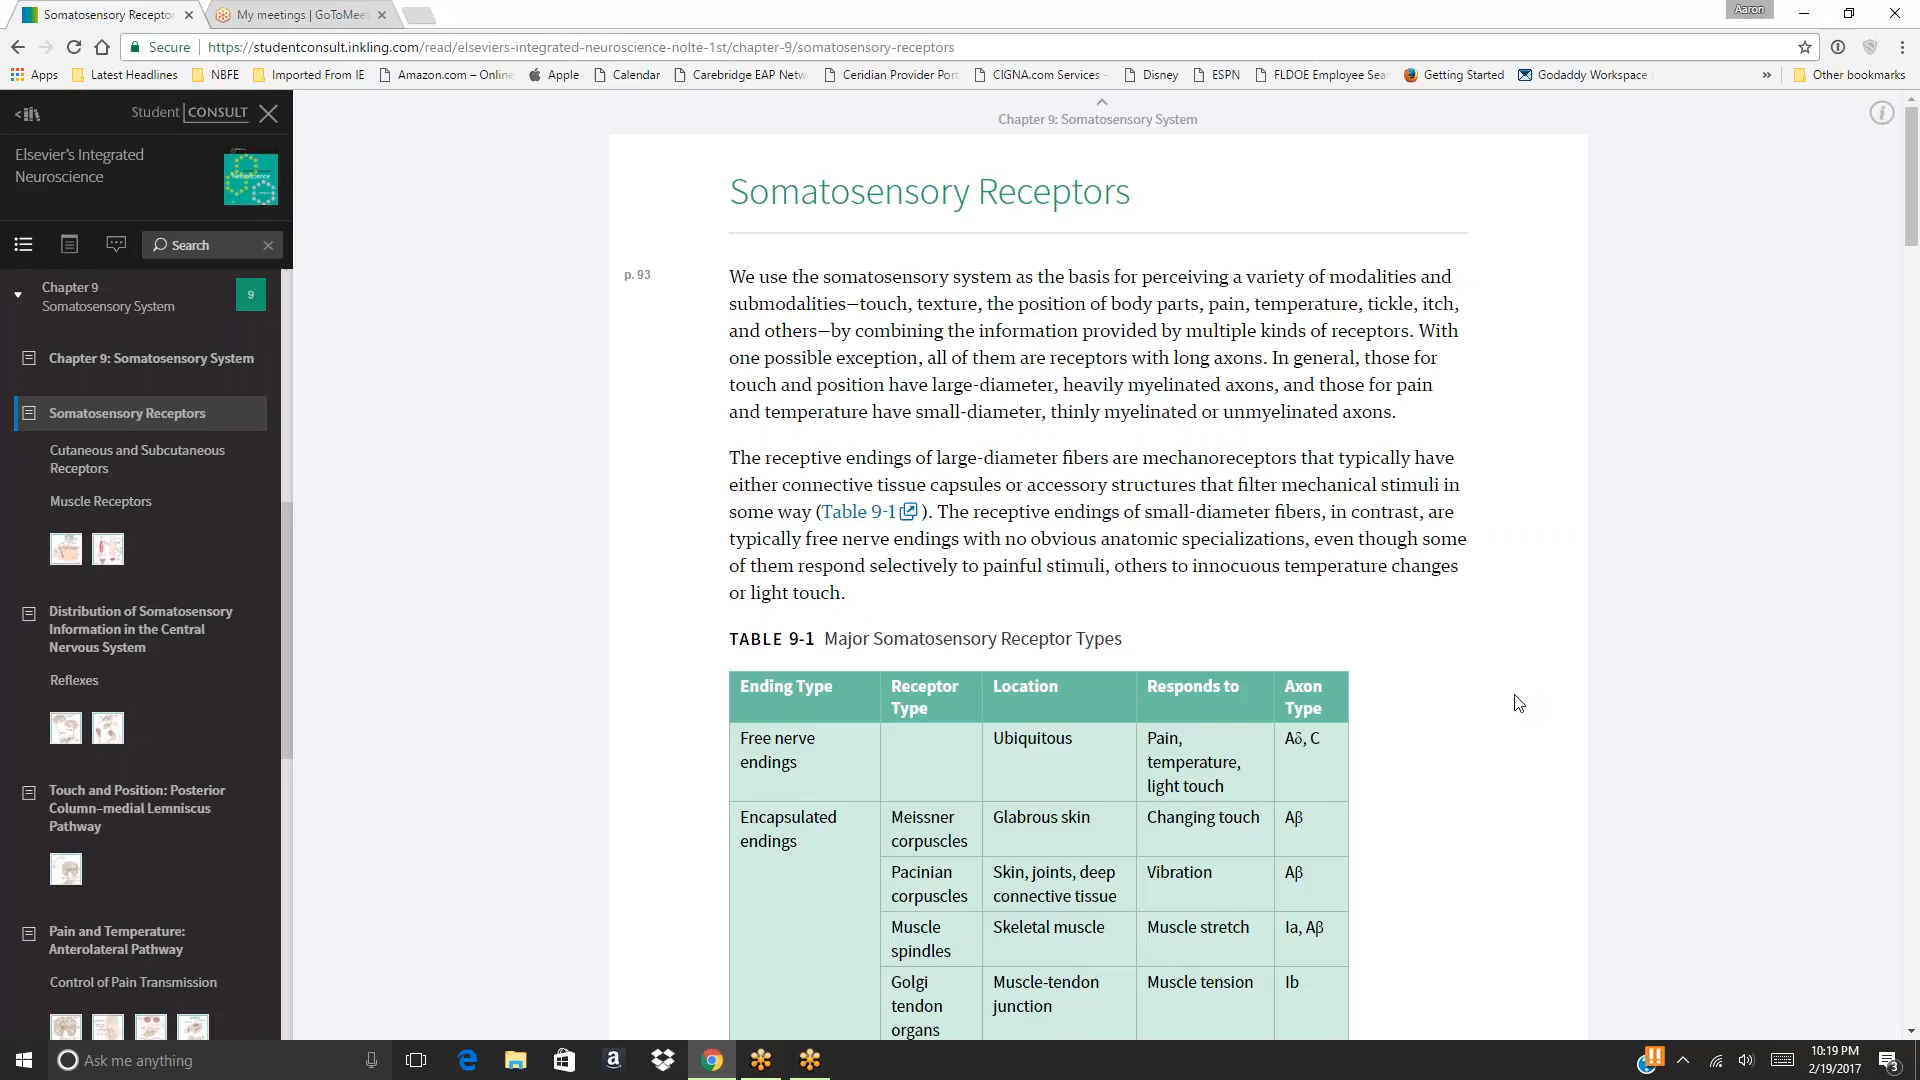 Somatosensory Receptor
My meetings | GoToMee
Aaron
Secure
https://studentconsult.inkling.com/read/elseviers-integrated-neuroscience-nolte-1st/chapter-9/somatosensory-receptors
Apps
Latest Headlines
NBFE
Imported From IE
Amazon.com – Online
Apple
Calendar
Carebridge EAP Netw
Ceridian Provider Port
CIGNA.com Services -
Disney
ESPN
FLDOE Employee Sear
Getting Started
Godaddy Workspace
»
Other bookmarks
Student CONSULT
Elsevier's Integrated
Neuroscience
Search
Chapter 9
Somatosensory System
9
Chapter 9: Somatosensory System
Somatosensory Receptors
Cutaneous and Subcutaneous
Receptors
Muscle Receptors
Distribution of Somatosensory
Information in the Central
Nervous System
Reflexes
Touch and Position: Posterior
Column–medial Lemniscus
Pathway
Pain and Temperature:
Anterolateral Pathway
Control of Pain Transmission
Chapter 9: Somatosensory System
Somatosensory Receptors
p. 93
We use the somatosensory system as the basis for perceiving a variety of modalities and
submodalities—touch, texture, the position of body parts, pain, temperature, tickle, itch,
and others—by combining the information provided by multiple kinds of receptors. With
one possible exception, all of them are receptors with long axons. In general, those for
touch and position have large-diameter, heavily myelinated axons, and those for pain
and temperature have small-diameter, thinly myelinated or unmyelinated axons.
The receptive endings of large-diameter fibers are mechanoreceptors that typically have
either connective tissue capsules or accessory structures that filter mechanical stimuli in
some way (Table 9-1 ). The receptive endings of small-diameter fibers, in contrast, are
typically free nerve endings with no obvious anatomic specializations, even though some
of them respond selectively to painful stimuli, others to innocuous temperature changes
or light touch.
TABLE 9-1 Major Somatosensory Receptor Types
Ending Type
Receptor
Type
Location
Responds to
Axon
Type
Free nerve
endings
Ubiquitous
Pain,
temperature,
light touch
Aδ, C
Encapsulated
endings
Meissner
corpuscles
Glabrous skin
Changing touch
Aβ
Pacinian
corpuscles
Skin, joints, deep
connective tissue
Vibration
Aβ
Muscle
spindles
Skeletal muscle
Muscle stretch
Ia, Aβ
Golgi
tendon
organs
Muscle-tendon
junction
Muscle tension
Ib
Ask me anything
10:19 PM
2/19/2017
3